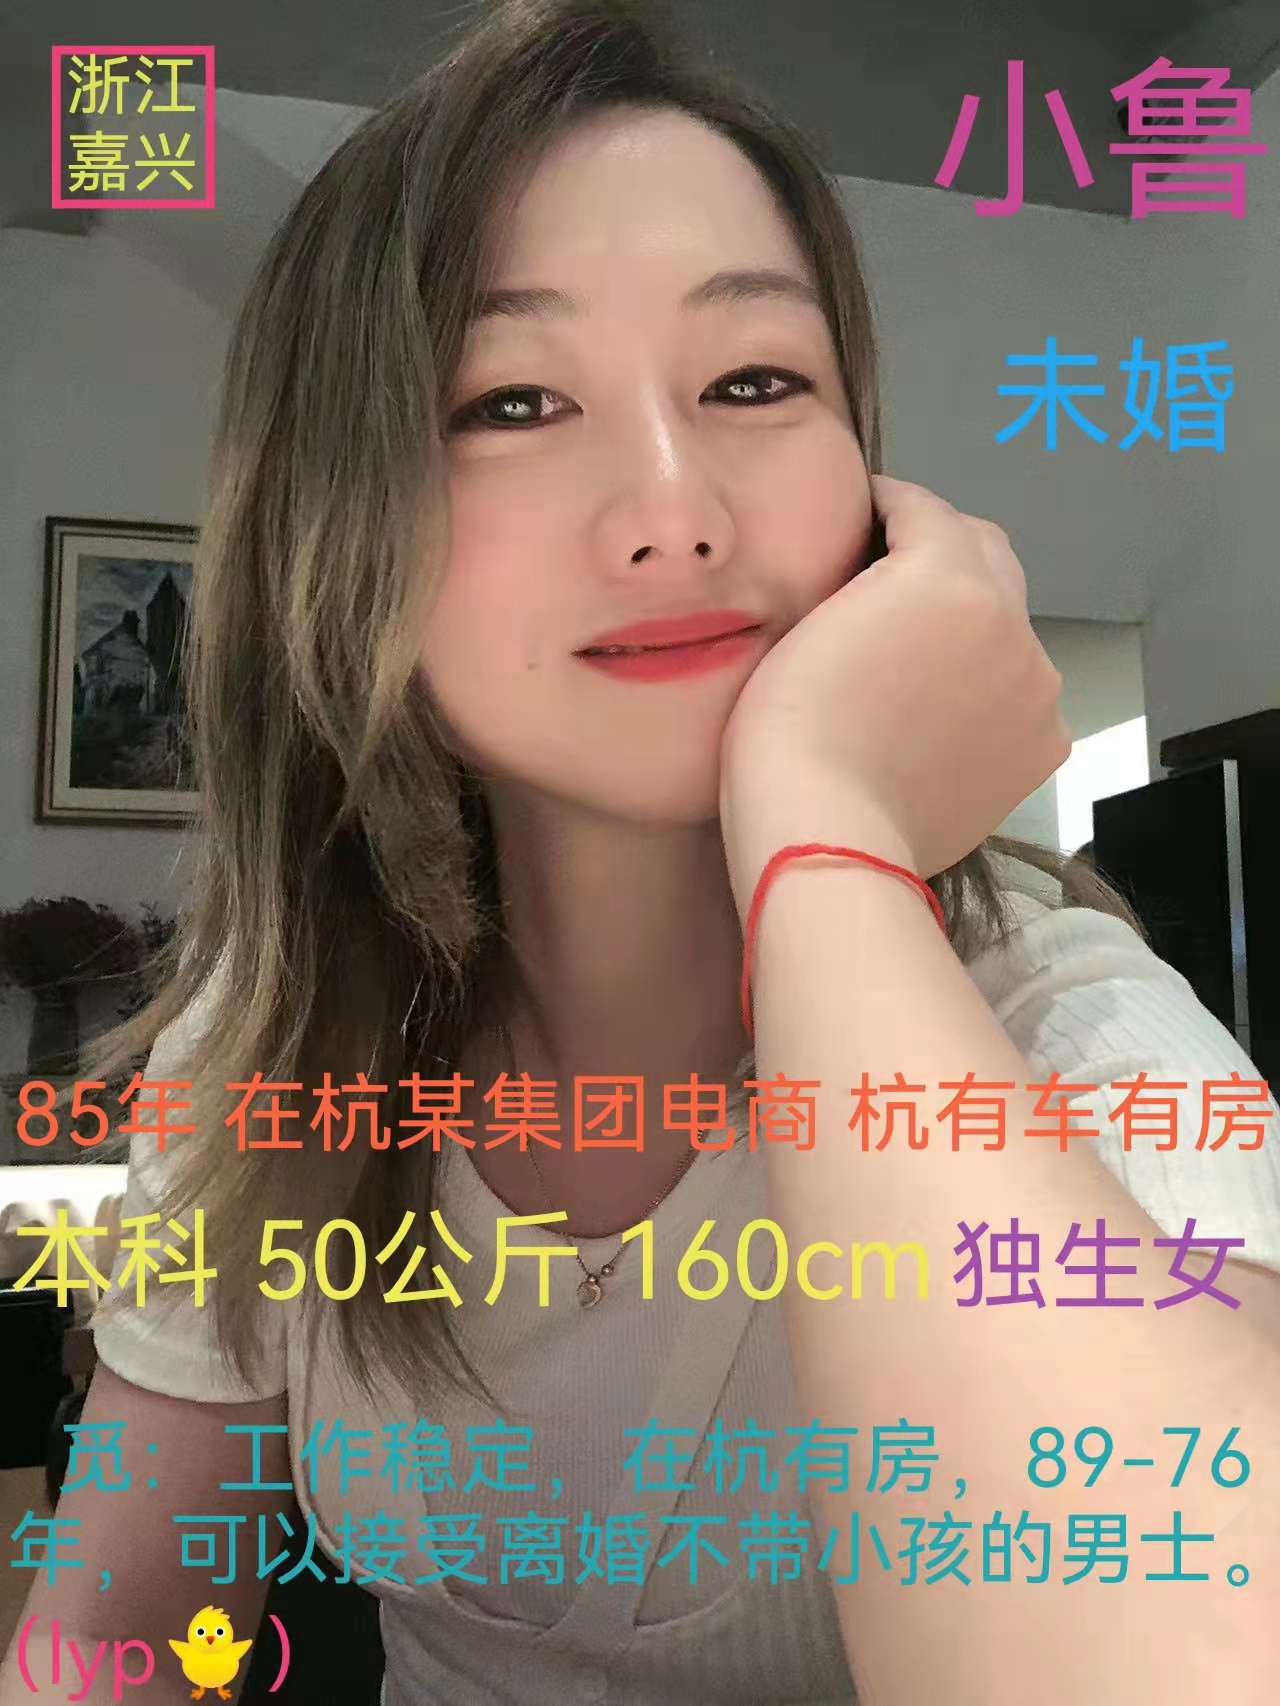 浙江
嘉兴
小鲁
未婚
85年 在杭某集团电商 杭有车有房
本科 50公斤 160cm 独生女
觅：工作稳定，在杭有房，89-76
年，可以接受离婚不带小孩的男士。
(lyp🐥)